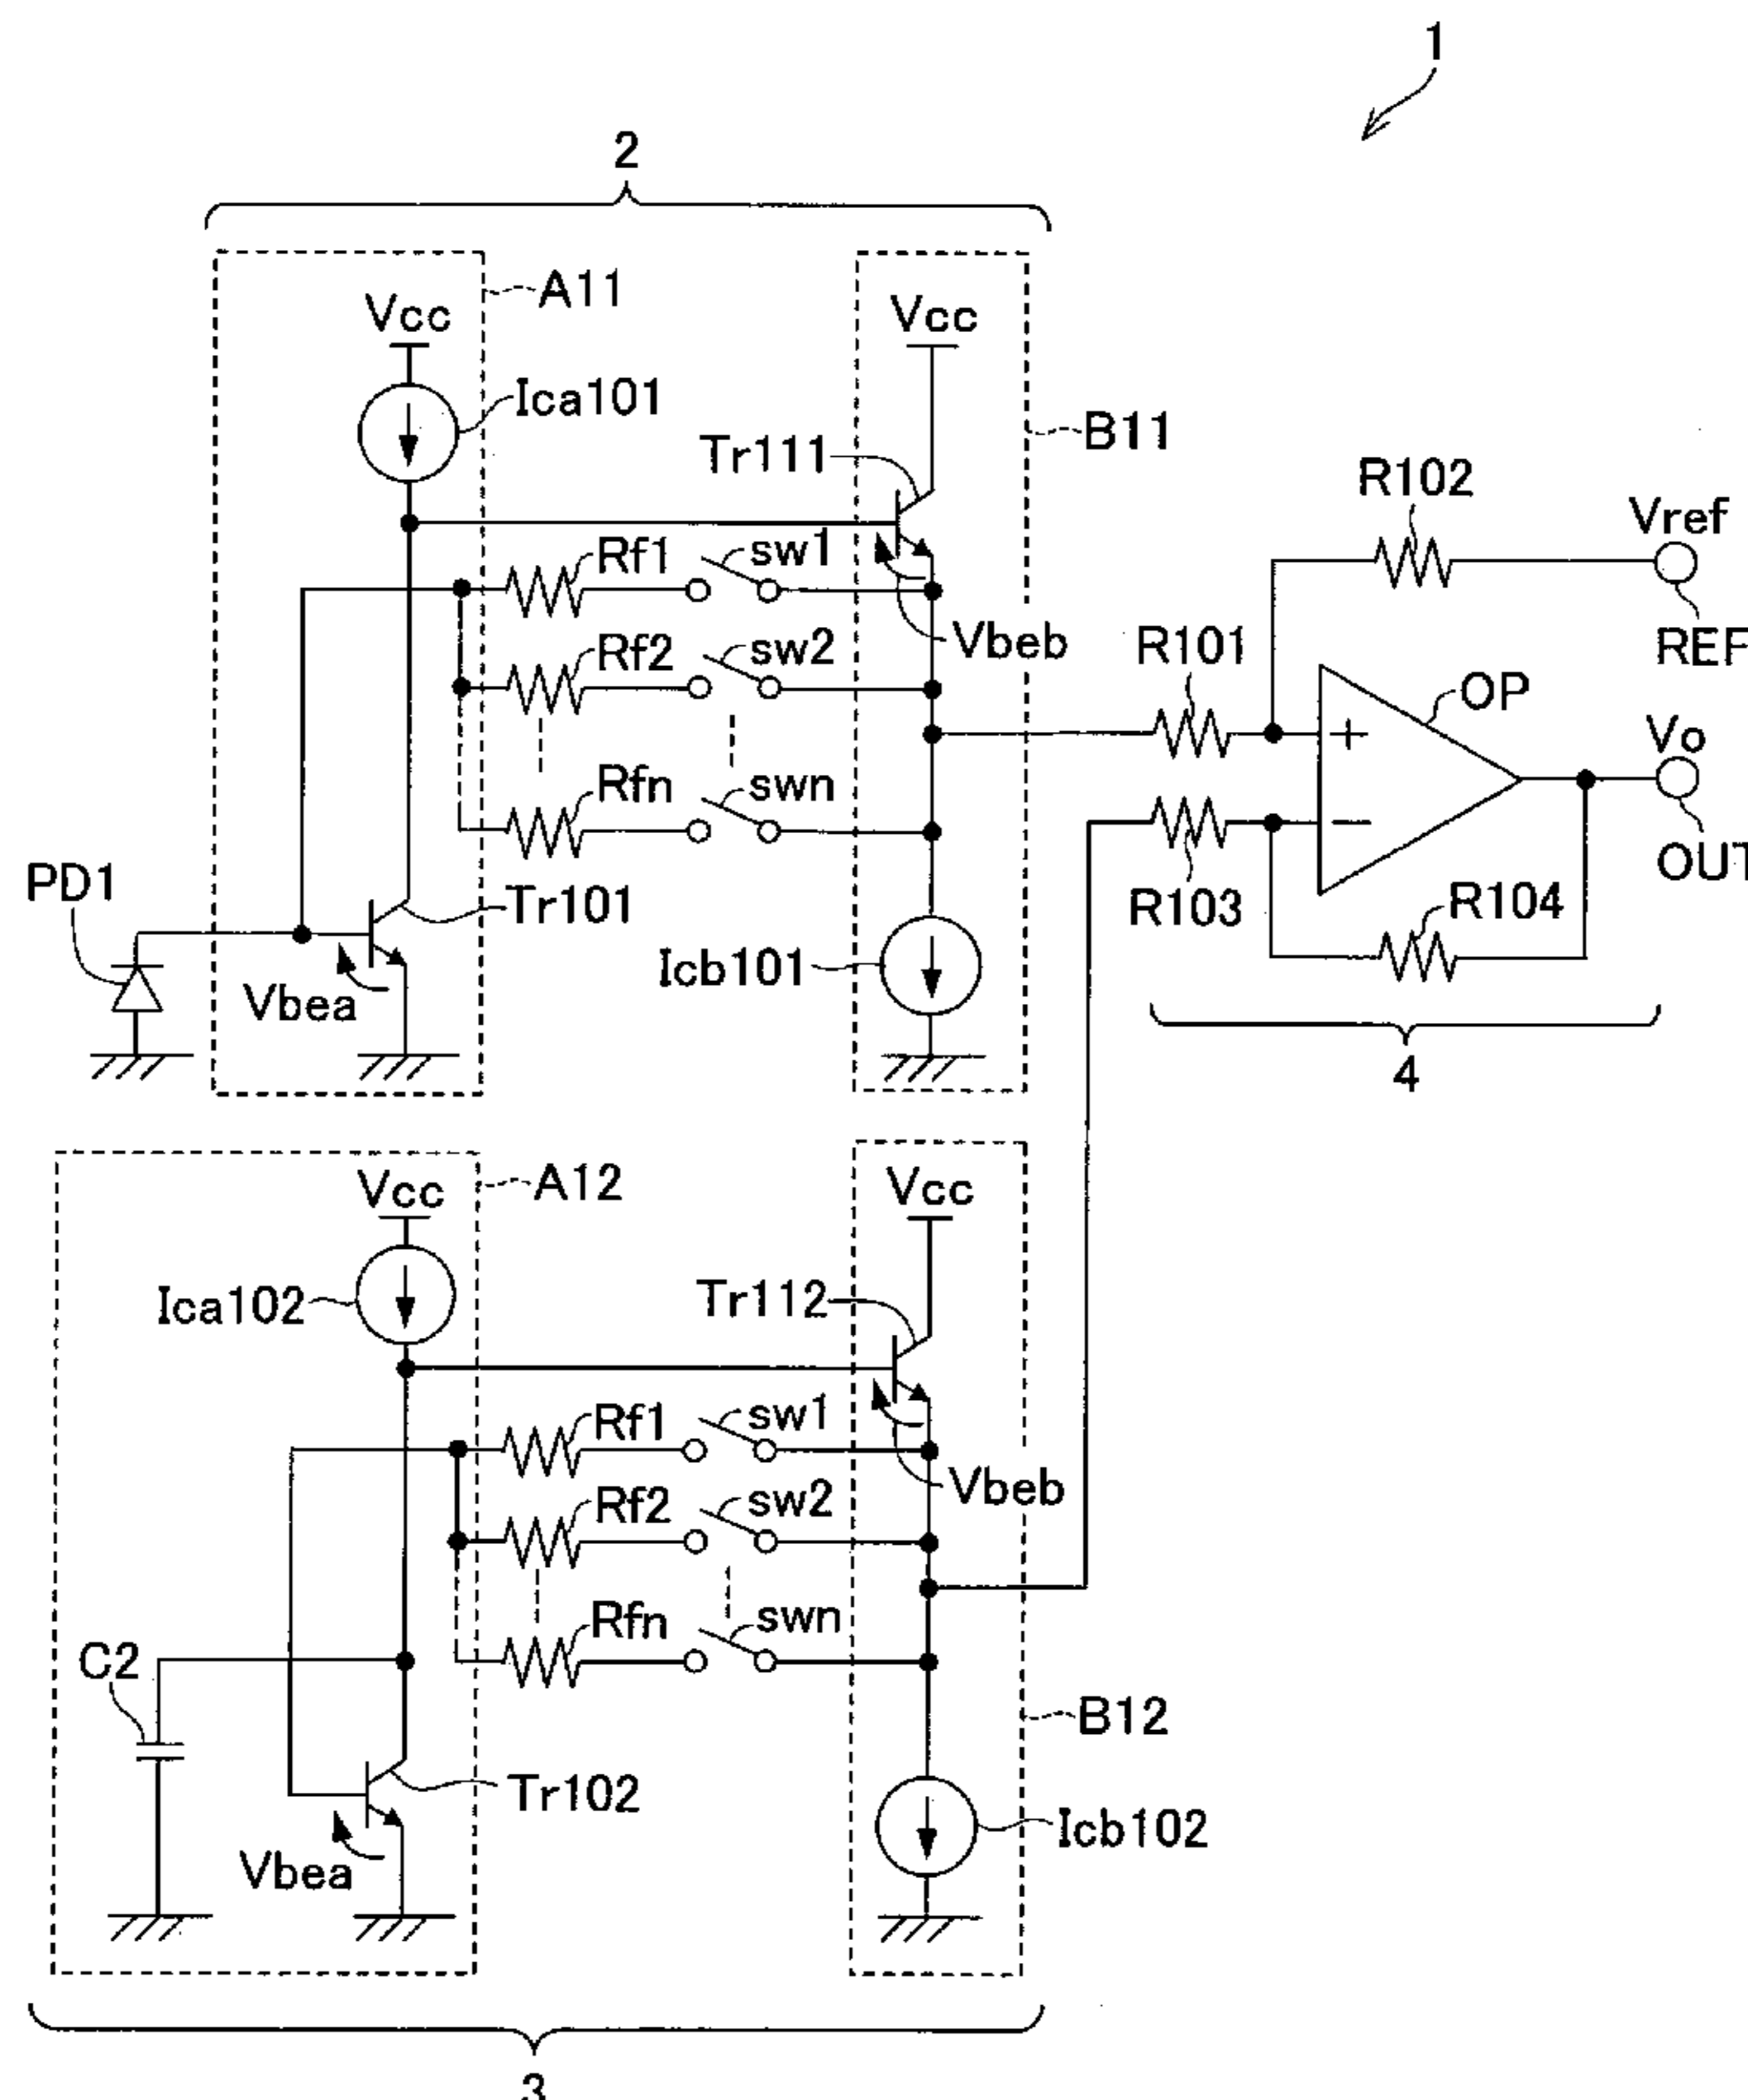 1
2
A11
Vcc
Vcc
Ica101
B11
Tr111
R102
Vref
Rf1
sw1
REF
Vbeb
R101
Rf2
sw2
OP
Vo
+
Rfn
swn
−
OUT
PD1
Tr101
R103
R104
Icb101
Vbea
4
Vcc
A12
Vcc
Ica102
Tr112
Rf1
sw1
Vbeb
Rf2
sw2
Rfn
swn
C2
B12
Tr102
Icb102
Vbea
3